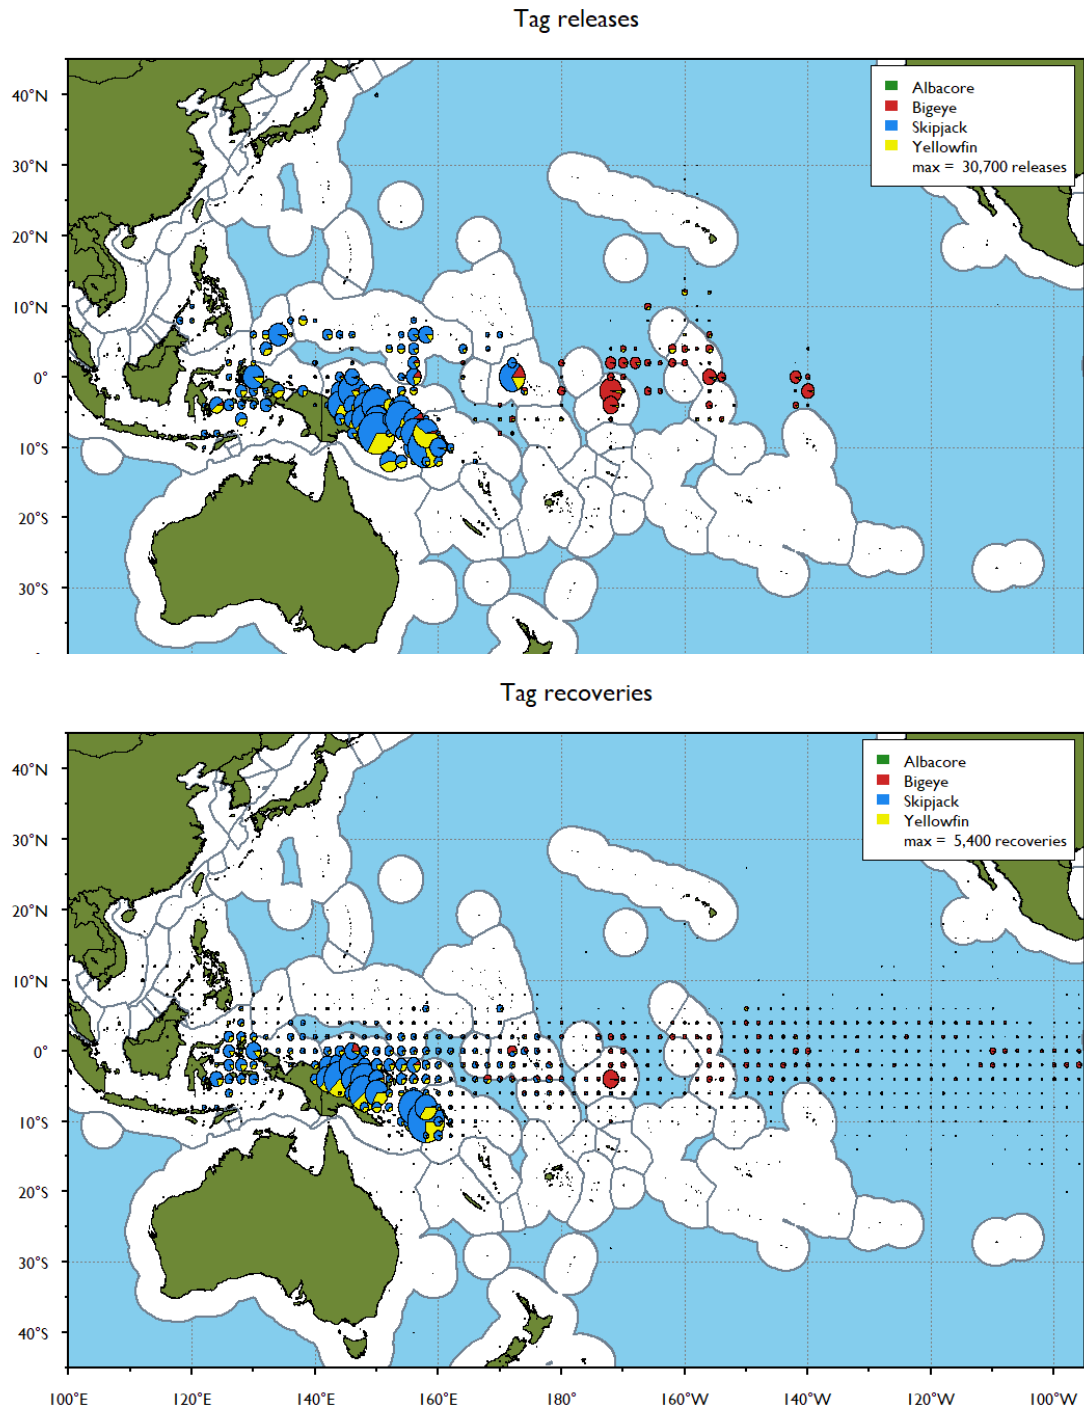 Tag releases
40°N
30°N
20°N
10°N
0°
10°S
20°S
30°S
Albacore
Bigeye
Skipjack
Yellowfin
max = 30,700 releases
Tag recoveries
40°N
30°N
20°N
10°N
0°
10°S
20°S
30°S
40°S
Albacore
Bigeye
Skipjack
Yellowfin
max = 5,400 recoveries
100°E 120°E 140°E 160°E 180° 160°W 140°W 120°W 100°W